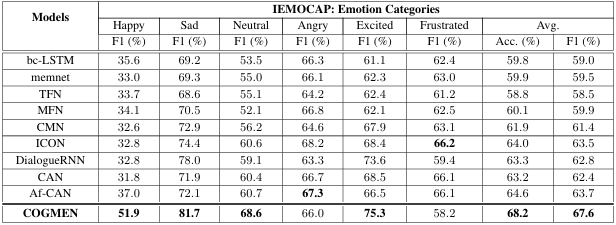 Models IEMOCAP: Emotion Categories
Happy Sad Neutral Angry Excited Frustrated Avg.
F1 (%) F1 (%) F1 (%) F1 (%) F1 (%) F1 (%) Acc. (%) F1 (%)
bc-LSTM 35.6 69.2 53.5 66.3 61.1 62.4 59.8 59.0
memnet 33.0 69.3 55.0 66.1 62.3 63.0 59.9 59.5
TFN 33.7 68.6 55.1 64.2 62.4 61.2 58.8 58.5
MFN 34.1 70.5 52.1 66.8 62.1 62.5 60.1 59.9
CMN 32.6 72.9 56.2 64.6 67.9 63.1 61.9 61.4
ICON 32.8 74.4 60.6 68.2 68.4 66.2 64.0 63.5
DialogueRNN 32.8 78.0 59.1 63.3 73.6 59.4 63.3 62.8
CAN 31.8 71.9 60.4 66.7 68.5 66.1 63.2 62.4
Af-CAN 37.0 72.1 60.7 67.3 66.5 66.1 64.6 63.7
COGMEN 51.9 81.7 68.6 66.0 75.3 58.2 68.2 67.6